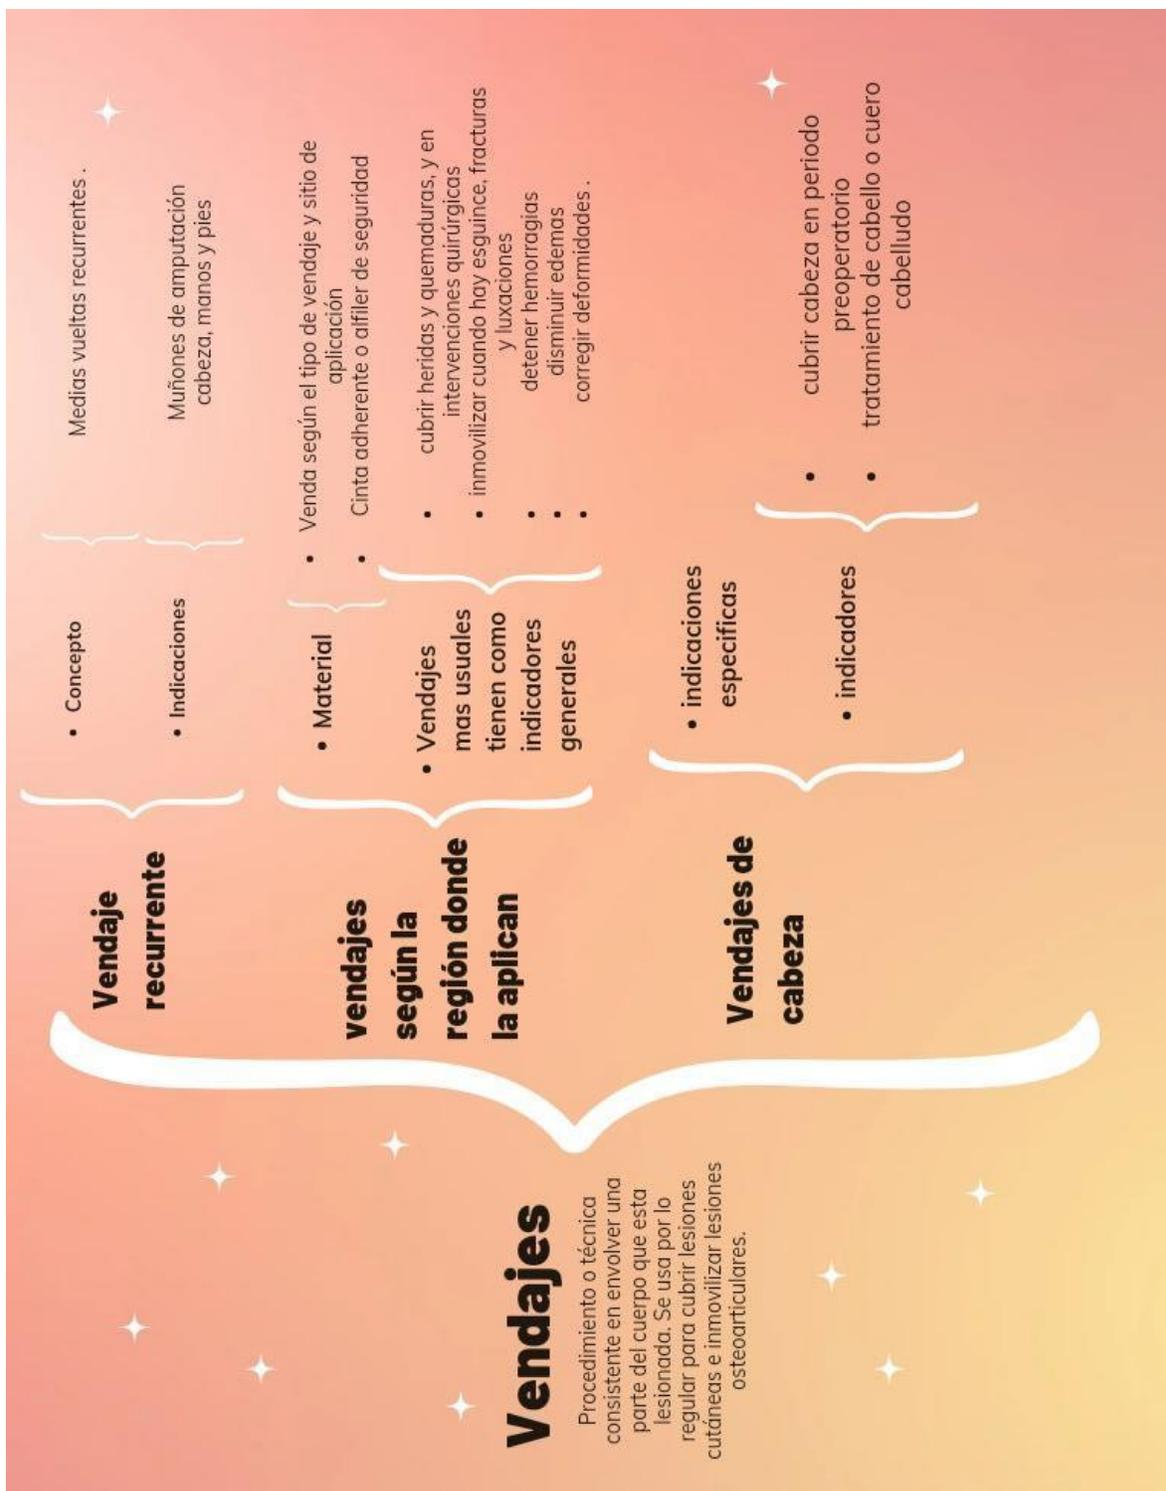 Vendajes
Procedimiento o técnica
consistente en envolver una
parte del cuerpo que esta
lesionada. Se usa por lo
regular para cubrir lesiones
cutáneas e inmovilizar lesiones
osteoarticulares.
Vendaje
recurrente
• Concepto
Medias vueltas recurrentes .
• Indicaciones
Muñones de amputación
cabeza, manos y pies
vendajes
según la
región donde
la aplican
• Material
• Venda según el tipo de vendaje y sitio de
aplicación
• Cinta adherente o alfiler de seguridad
• Vendajes
mas usuales
tienen como
indicadores
generales
• cubrir heridas y quemaduras, y en
intervenciones quirúrgicas
• inmovilizar cuando hay esguince, fracturas
y luxaciones
• detener hemorragias
• disminuir edemas
• corregir deformidades .
Vendajes de
cabeza
• indicaciones
especificas
• indicadores
• cubrir cabeza en periodo
preoperatorio
• tratamiento de cabello o cuero
cabelludo